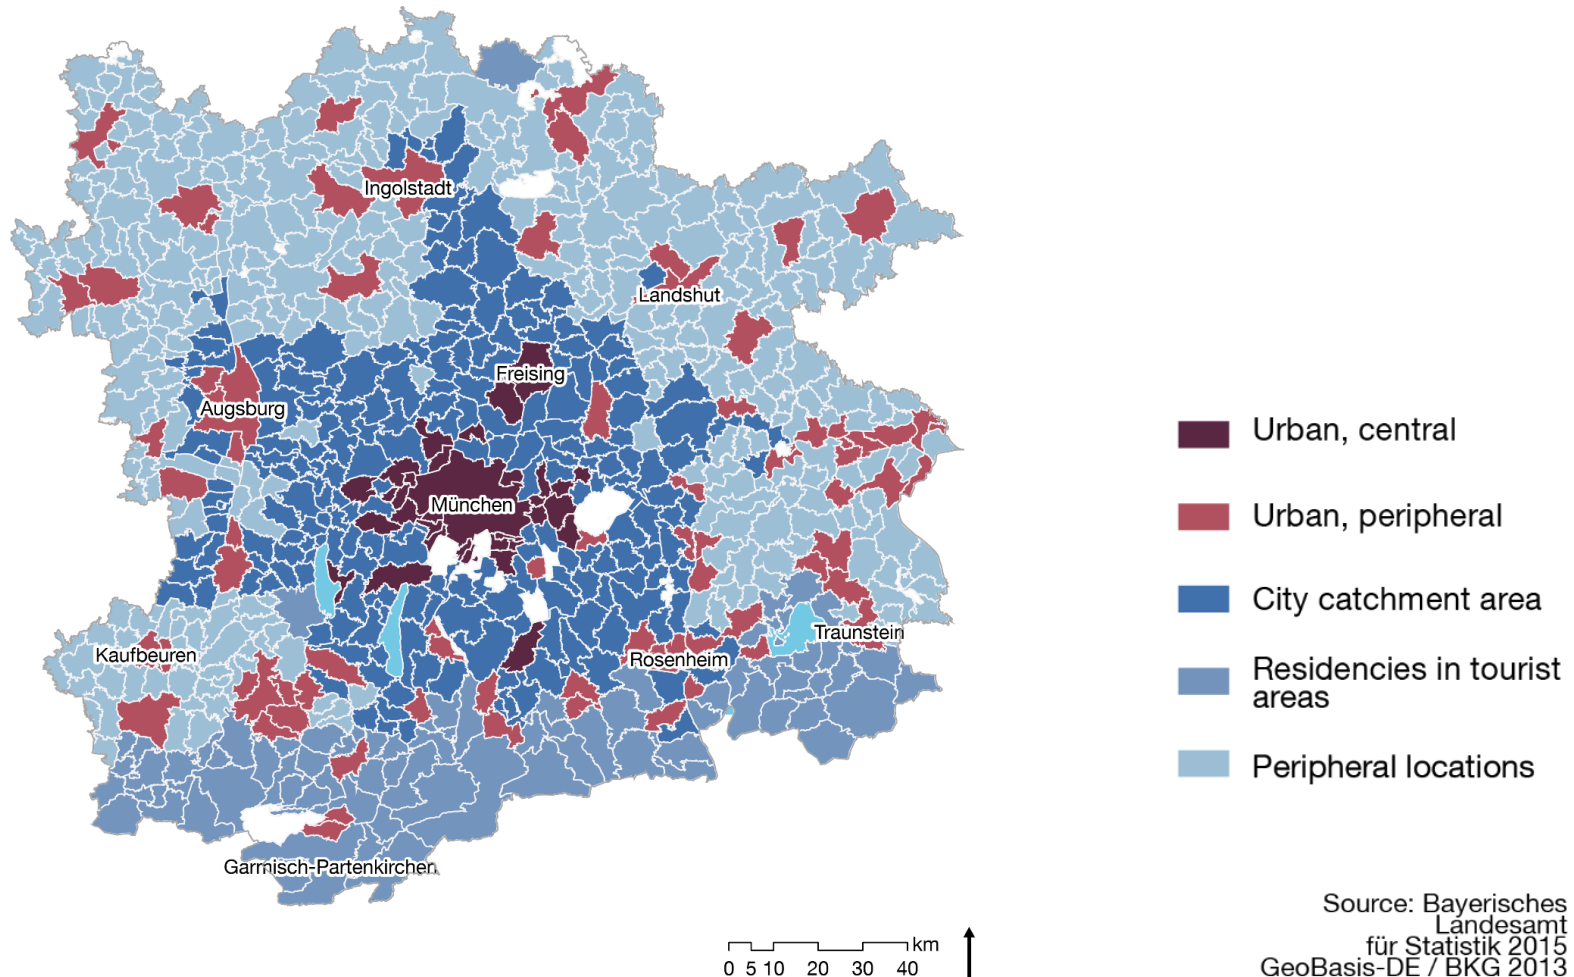 Ingolstadt
Landshut
Freising
Augsburg
München
Kaufbeuren
Rosenheim
Traunstein
Garmisch-Partenkirchen
Urban, central
Urban, peripheral
City catchment area
Residencies in tourist
areas
Peripheral locations
km
0 5 10 20 30 40
Source: Bayerisches
Landesamt
für Statistik 2015
GeoBasis-DE / BKG 2013